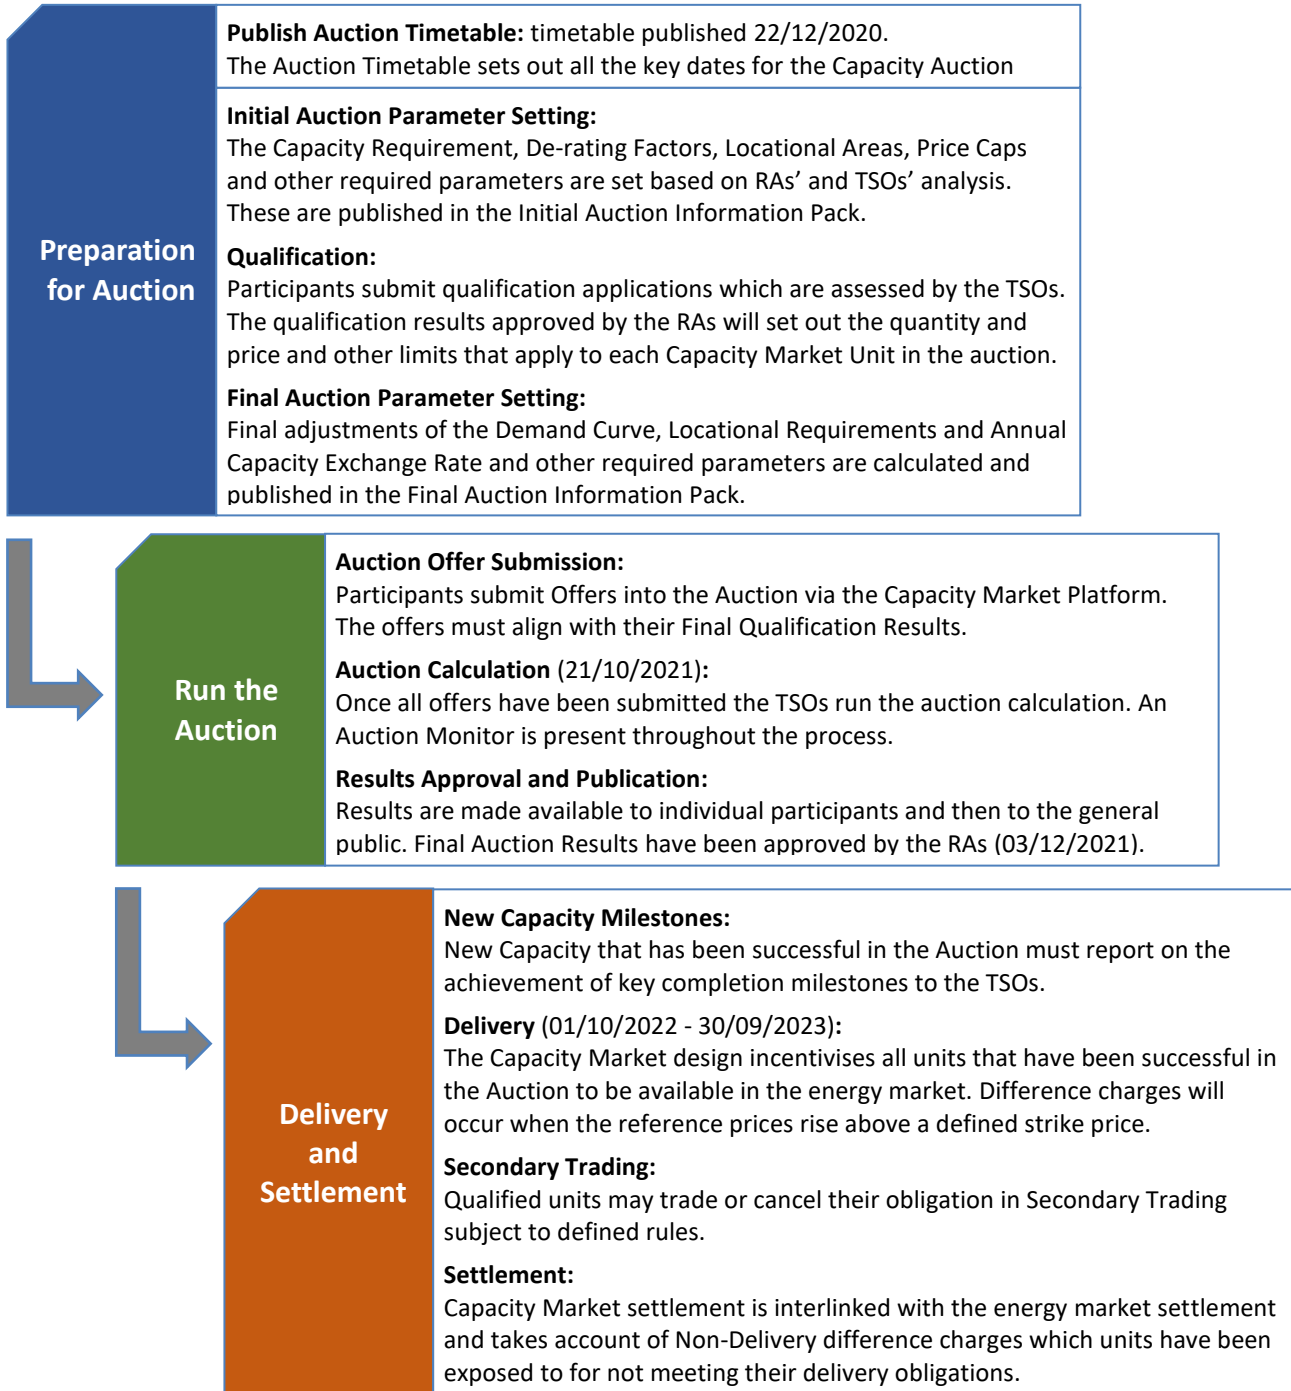 Preparation
for Auction
Publish Auction Timetable: timetable published 22/12/2020.
The Auction Timetable sets out all the key dates for the Capacity Auction
Initial Auction Parameter Setting:
The Capacity Requirement, De-rating Factors, Locational Areas, Price Caps
and other required parameters are set based on RAs’ and TSOs’ analysis.
These are published in the Initial Auction Information Pack.
Qualification:
Participants submit qualification applications which are assessed by the TSOs.
The qualification results approved by the RAs will set out the quantity and
price and other limits that apply to each Capacity Market Unit in the auction.
Final Auction Parameter Setting:
Final adjustments of the Demand Curve, Locational Requirements and Annual
Capacity Exchange Rate and other required parameters are calculated and
published in the Final Auction Information Pack.
Run the
Auction
Auction Offer Submission:
Participants submit Offers into the Auction via the Capacity Market Platform.
The offers must align with their Final Qualification Results.
Auction Calculation (21/10/2021):
Once all offers have been submitted the TSOs run the auction calculation. An
Auction Monitor is present throughout the process.
Results Approval and Publication:
Results are made available to individual participants and then to the general
public. Final Auction Results have been approved by the RAs (03/12/2021).
Delivery
and
Settlement
New Capacity Milestones:
New Capacity that has been successful in the Auction must report on the
achievement of key completion milestones to the TSOs.
Delivery (01/10/2022 - 30/09/2023):
The Capacity Market design incentivises all units that have been successful in
the Auction to be available in the energy market. Difference charges will
occur when the reference prices rise above a defined strike price.
Secondary Trading:
Qualified units may trade or cancel their obligation in Secondary Trading
subject to defined rules.
Settlement:
Capacity Market settlement is interlinked with the energy market settlement
and takes account of Non-Delivery difference charges which units have been
exposed to for not meeting their delivery obligations.